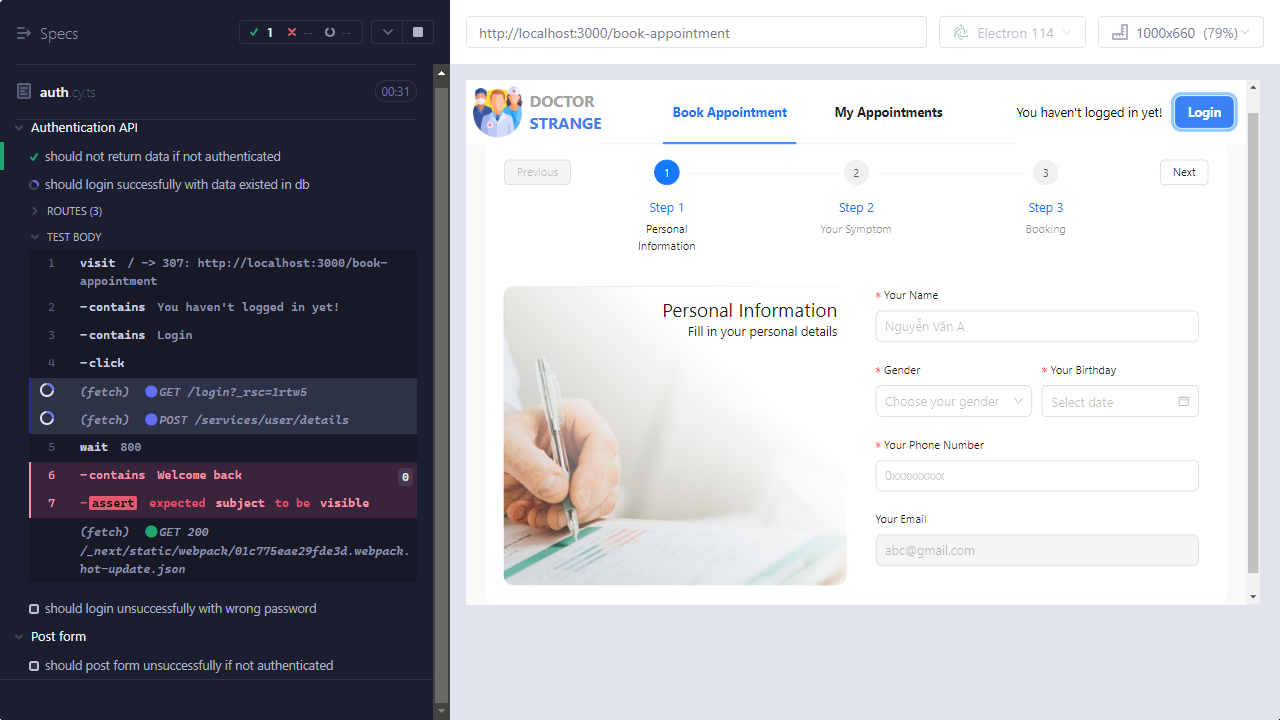 Specs
1
--
--
auth.cy.ts
00:31
Authentication API
should not return data if not authenticated
should login successfully with data existed in db
ROUTES (3)
TEST BODY
1 visit / -> 307: http://localhost:3000/book-
appointment
2 -contains You haven't logged in yet!
3 -contains Login
4 -click
(fetch) GET /login?_rsc=1rtw5
(fetch) POST /services/user/details
5 wait 800
6 -contains Welcome back 0
7 -assert expected subject to be visible
(fetch) GET 200
/_next/static/webpack/01c775eae29fde3d.webpack.
hot-update.json
should login unsuccessfully with wrong password
Post form
should post form unsuccessfully if not authenticated
http://localhost:3000/book-appointment
Electron 114
1000x660 (79%)
DOCTOR
STRANGE
Book Appointment
My Appointments
You haven't logged in yet!
Login
Previous
1
2
3
Next
Step 1
Step 2
Step 3
Personal
Information
Your Symptom
Booking
Personal Information
Fill in your personal details
* Your Name
Nguyễn Văn A
* Gender
* Your Birthday
Choose your gender
Select date
* Your Phone Number
0xxxxxxxxx
Your Email
abc@gmail.com